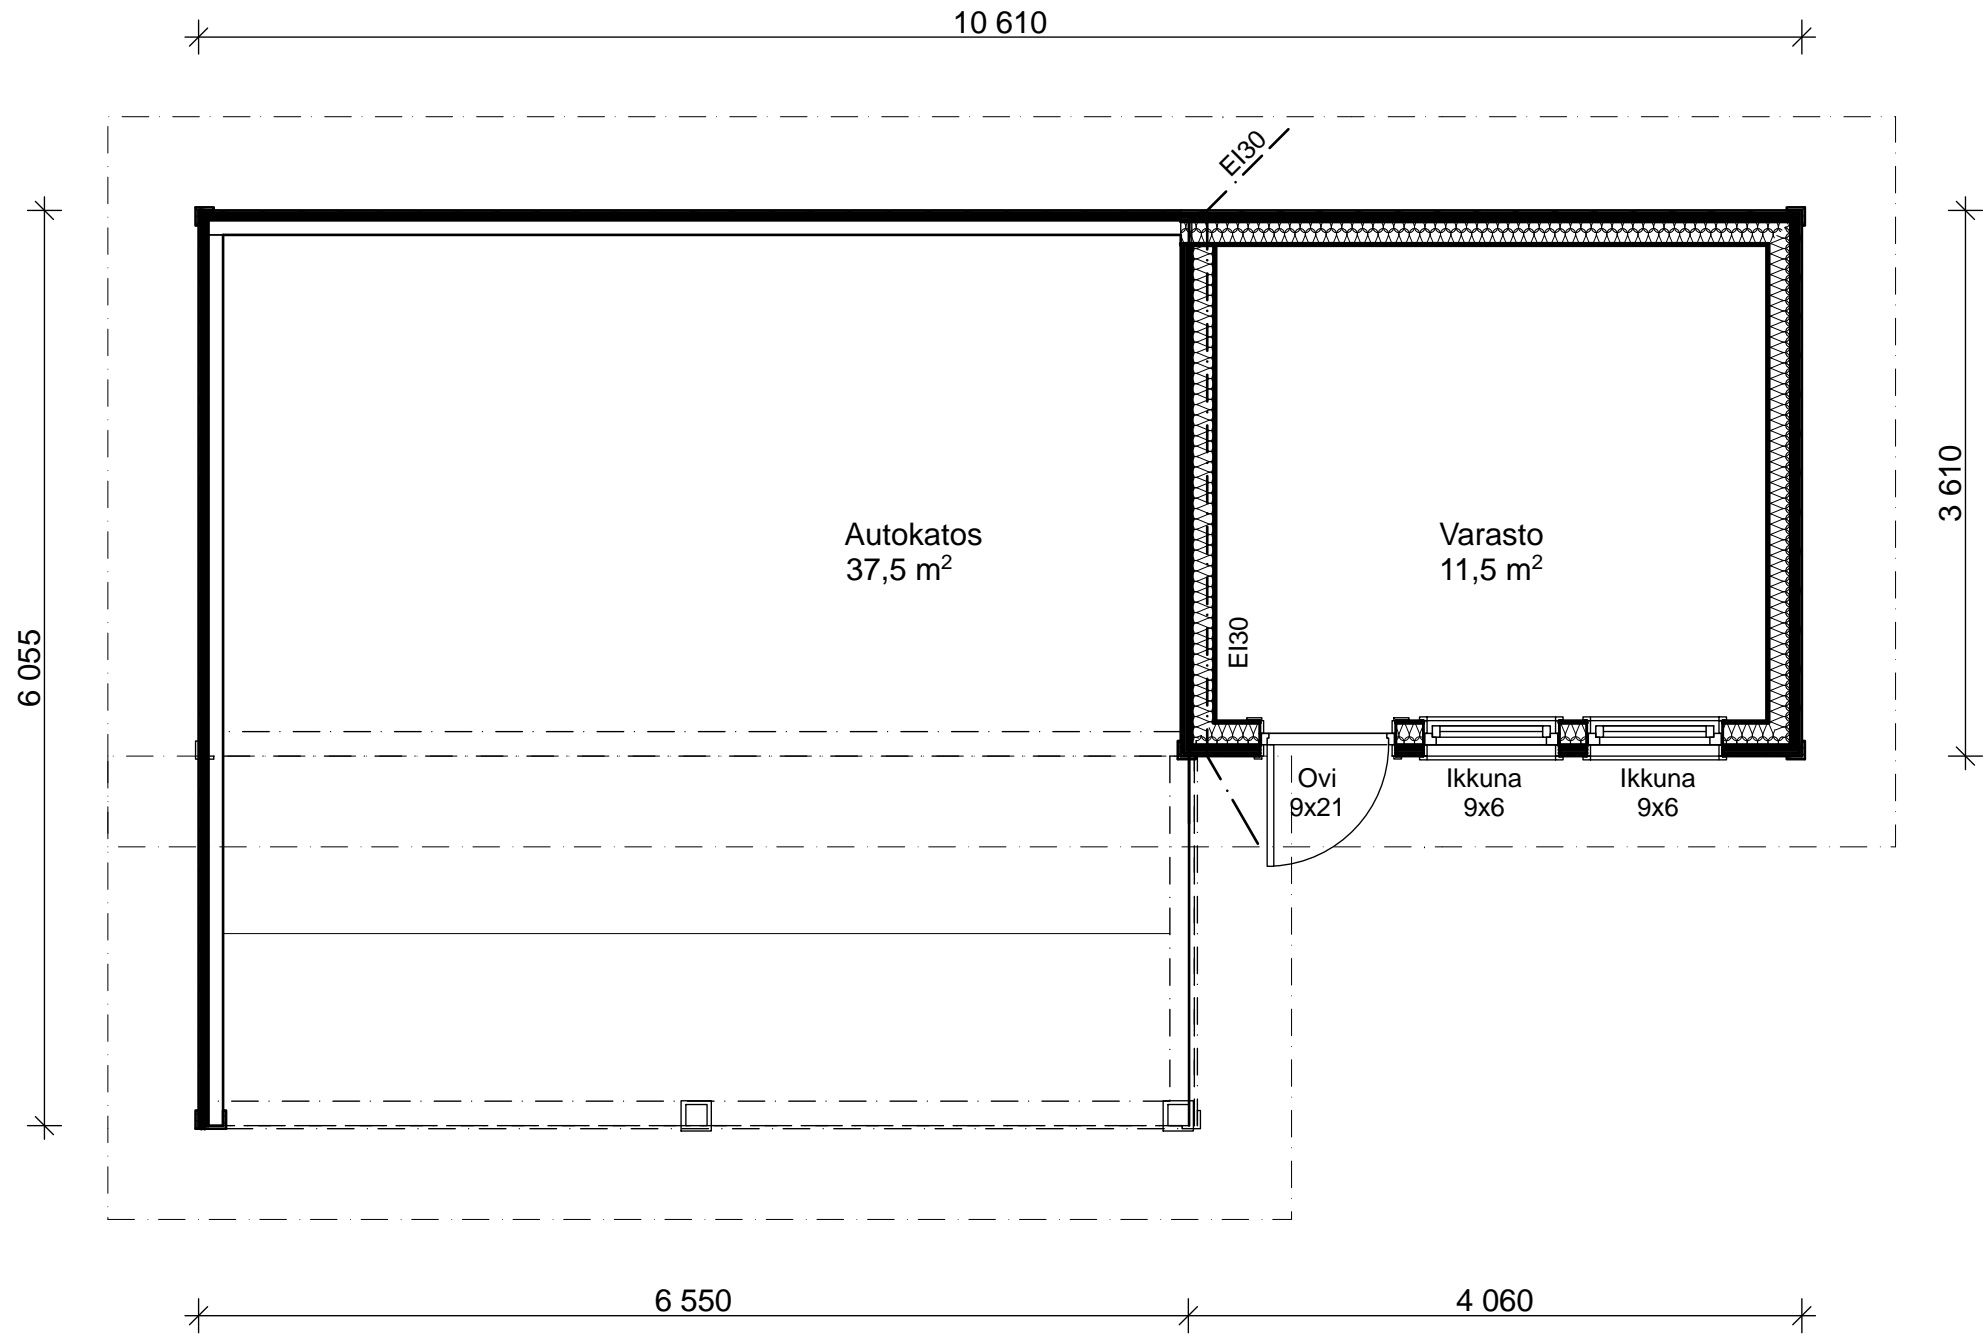 10 610
EI30
6 055
Autokatos
37,5 m²
Varasto
11,5 m²
3 610
EI30
Ovi
9x21
Ikkuna
9x6
Ikkuna
9x6
6 550
4 060